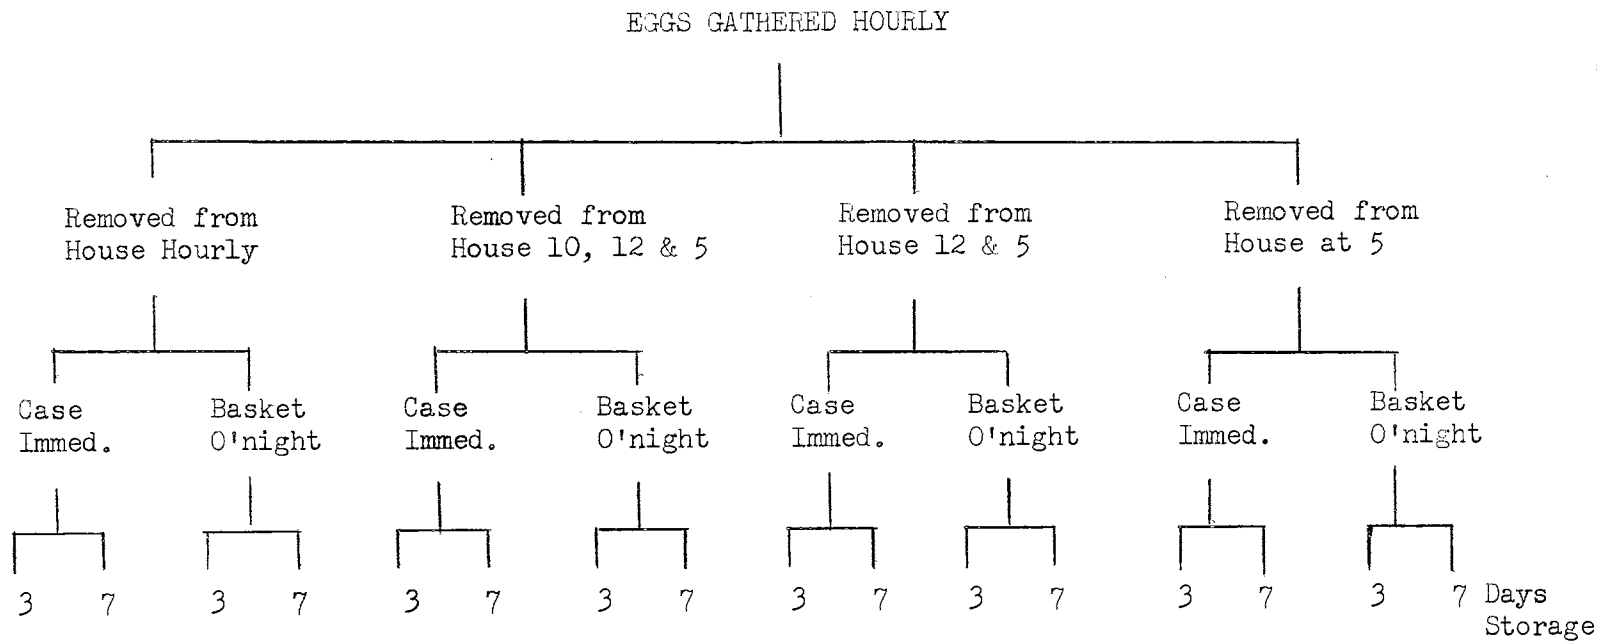 EGGS GATHERED HOURLY
Removed from
House Hourly
Removed from
House 10, 12 & 5
Removed from
House 12 & 5
Removed from
House at 5
Case
Immed.
Basket
O'night
Case
Immed.
Basket
O'night
Case
Immed.
Basket
O'night
Case
Immed.
Basket
O'night
3 7 3 7 3 7 3 7 3 7 3 7 3 7 3 7 Days
Storage